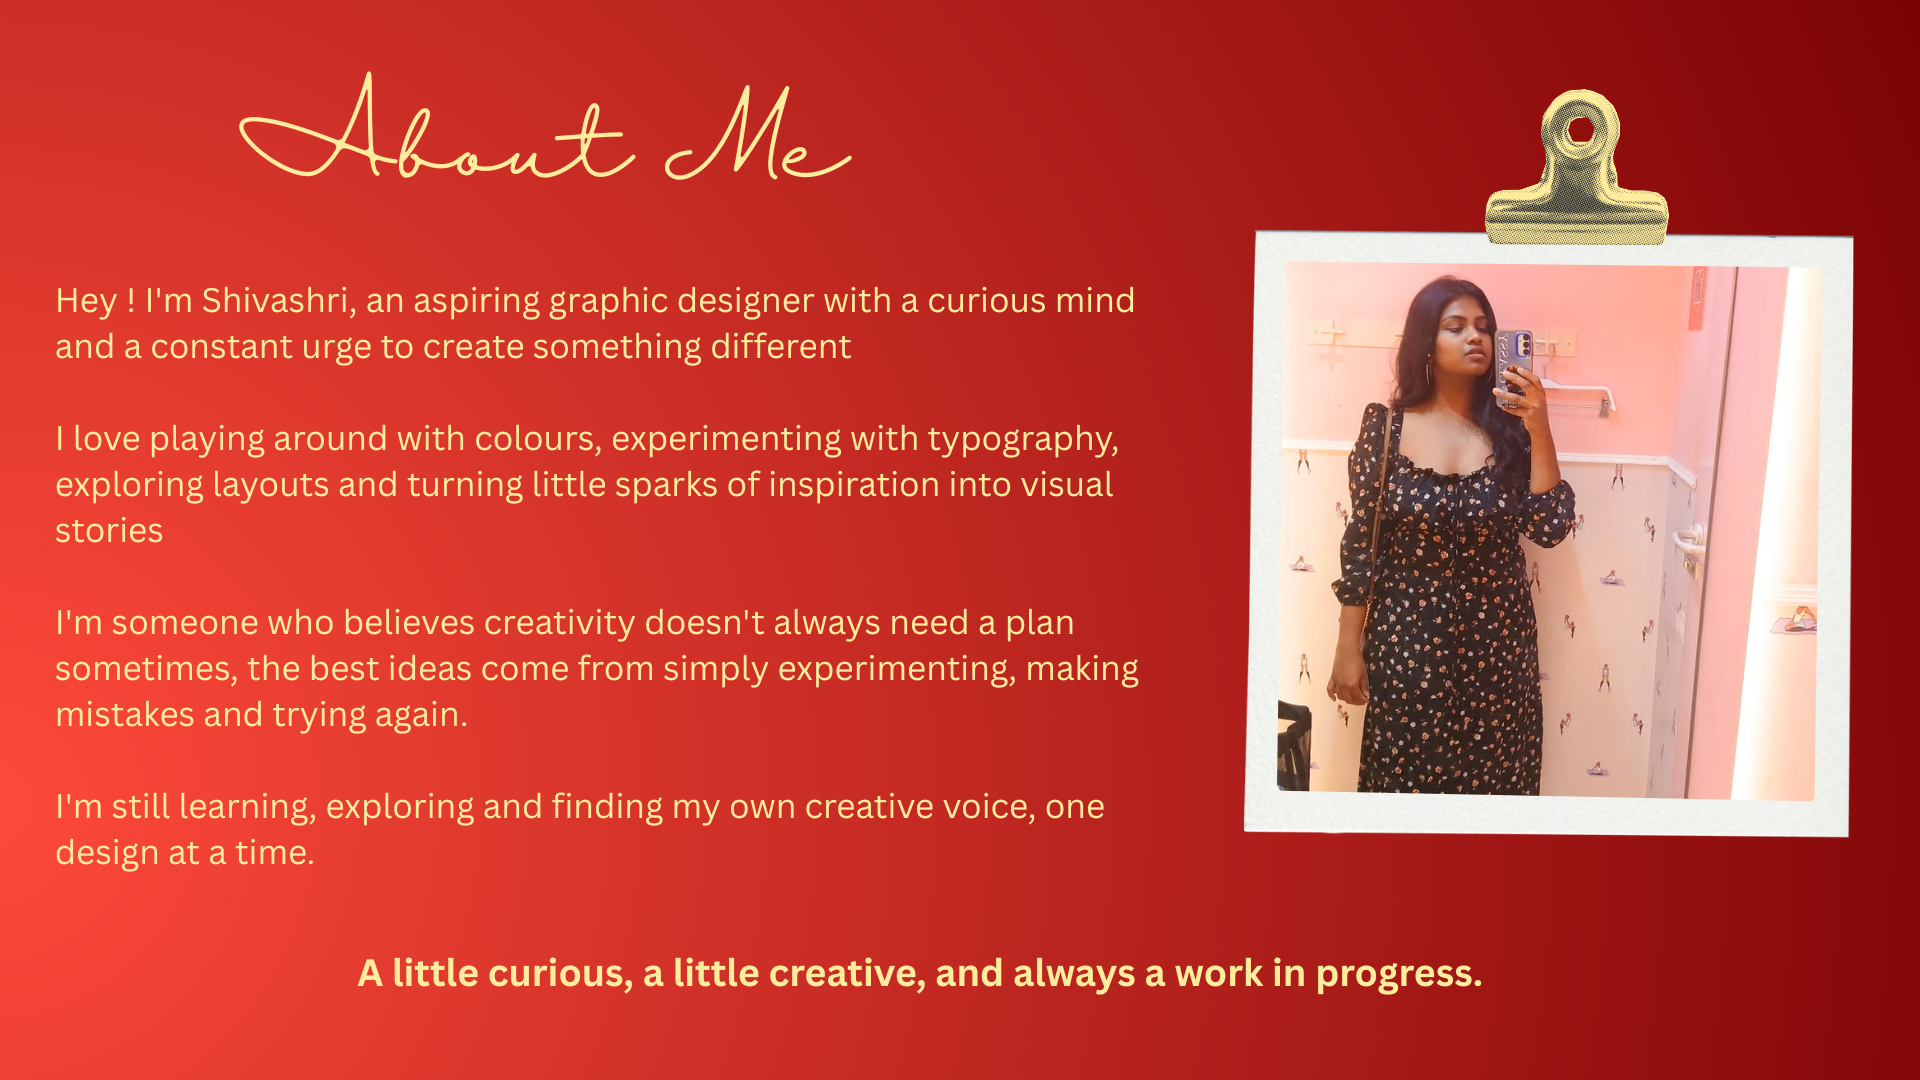 About Me
Hey ! I'm Shivashri, an aspiring graphic designer with a curious mind
and a constant urge to create something different
I love playing around with colours, experimenting with typography,
exploring layouts and turning little sparks of inspiration into visual
stories
I'm someone who believes creativity doesn't always need a plan
sometimes, the best ideas come from simply experimenting, making
mistakes and trying again.
I'm still learning, exploring and finding my own creative voice, one
design at a time.
A little curious, a little creative, and always a work in progress.